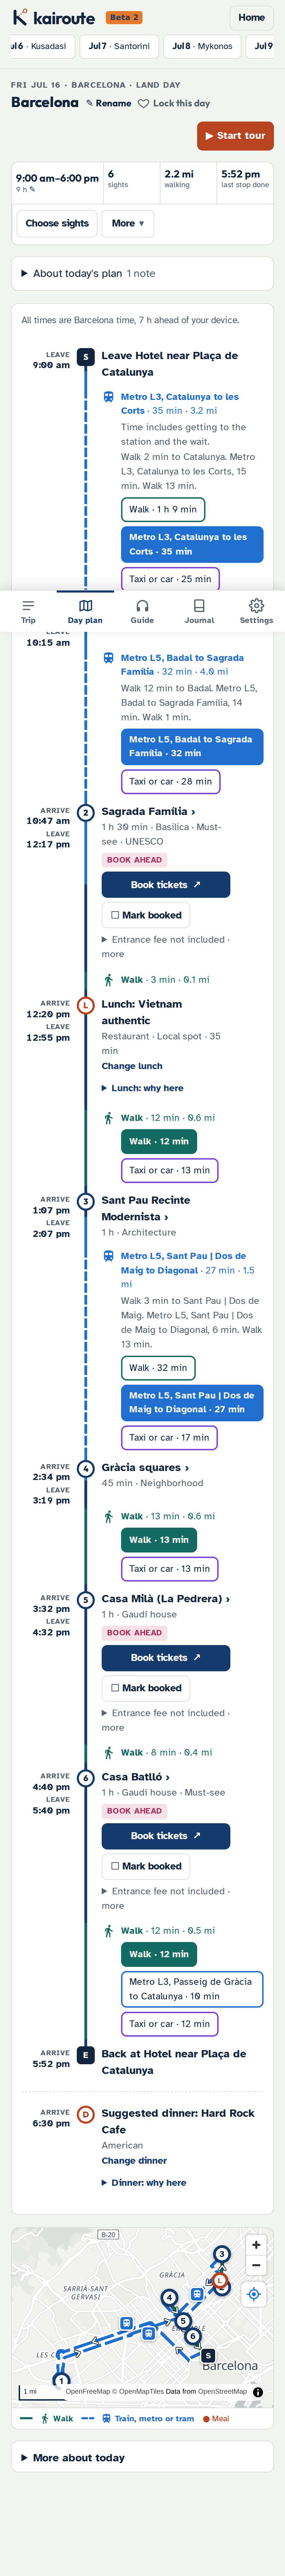 kairoute Beta 2 Home
ul 6 · Kusadasi Jul 7 · Santorini Jul 8 · Mykonos Jul 9
FRI JUL 16 · BARCELONA · LAND DAY
Barcelona ✎ Rename Lock this day
▶ Start tour
9:00 am–6:00 pm
9 h ✎
6
sights
2.2 mi
walking
5:52 pm
last stop done
Choose sights More ▾
▶ About today's plan 1 note
All times are Barcelona time, 7 h ahead of your device.
LEAVE
9:00 am
S
Leave Hotel near Plaça de
Catalunya
Metro L3, Catalunya to les
Corts · 35 min · 3.2 mi
Time includes getting to the
station and the wait.
Walk 2 min to Catalunya. Metro
L3, Catalunya to les Corts, 15
min. Walk 13 min.
Walk · 1 h 9 min
Metro L3, Catalunya to les
Corts · 35 min
Taxi or car · 25 min
Trip Day plan Guide Journal Settings
10:15 am
Metro L5, Badal to Sagrada
Família · 32 min · 4.0 mi
Walk 12 min to Badal. Metro L5,
Badal to Sagrada Família, 14
min. Walk 1 min.
Metro L5, Badal to Sagrada
Família · 32 min
Taxi or car · 28 min
ARRIVE
10:47 am
LEAVE
12:17 pm
2
Sagrada Família ›
1 h 30 min · Basilica · Must-
see · UNESCO
BOOK AHEAD
Book tickets ↗
☐ Mark booked
▶ Entrance fee not included ·
more
Walk · 3 min · 0.1 mi
ARRIVE
12:20 pm
LEAVE
12:55 pm
L
Lunch: Vietnam
authentic
Restaurant · Local spot · 35
min
Change lunch
▶ Lunch: why here
Walk · 12 min · 0.6 mi
Walk · 12 min
Taxi or car · 13 min
ARRIVE
1:07 pm
LEAVE
2:07 pm
3
Sant Pau Recinte
Modernista ›
1 h · Architecture
Metro L5, Sant Pau | Dos de
Maig to Diagonal · 27 min · 1.5
mi
Walk 3 min to Sant Pau | Dos de
Maig. Metro L5, Sant Pau | Dos
de Maig to Diagonal, 6 min. Walk
13 min.
Walk · 32 min
Metro L5, Sant Pau | Dos de
Maig to Diagonal · 27 min
Taxi or car · 17 min
ARRIVE
2:34 pm
LEAVE
3:19 pm
4
Gràcia squares ›
45 min · Neighborhood
Walk · 13 min · 0.6 mi
Walk · 13 min
Taxi or car · 13 min
ARRIVE
3:32 pm
LEAVE
4:32 pm
5
Casa Milà (La Pedrera) ›
1 h · Gaudí house
BOOK AHEAD
Book tickets ↗
☐ Mark booked
▶ Entrance fee not included ·
more
Walk · 8 min · 0.4 mi
ARRIVE
4:40 pm
LEAVE
5:40 pm
6
Casa Batlló ›
1 h · Gaudí house · Must-see
BOOK AHEAD
Book tickets ↗
☐ Mark booked
▶ Entrance fee not included ·
more
Walk · 12 min · 0.5 mi
Walk · 12 min
Metro L3, Passeig de Gràcia
to Catalunya · 10 min
Taxi or car · 12 min
ARRIVE
5:52 pm
E
Back at Hotel near Plaça de
Catalunya
ARRIVE
6:30 pm
D
Suggested dinner: Hard Rock
Cafe
American
Change dinner
▶ Dinner: why here
B-20
GRÀCIA
SARRIÀ-SANT
GERVASI
LES C
3
L
4
5
6
S
1
Barcelona
+
−
1 mi
OpenFreeMap © OpenMapTiles Data from OpenStreetMap
Walk Train, metro or tram Meal
▶ More about today